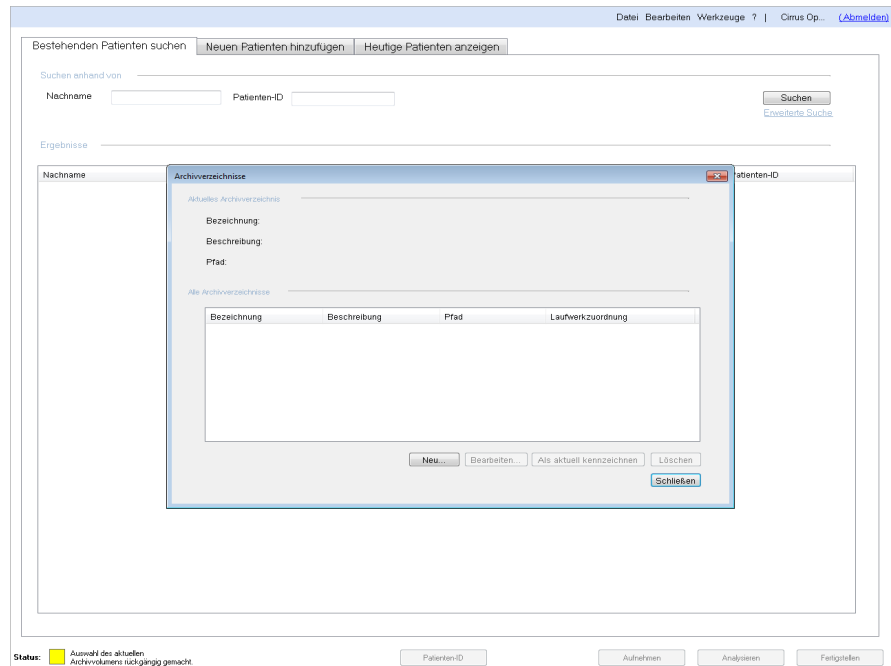 Datei Bearbeiten Werkzeuge ? | Cirrus Op... (Abmelden)
Bestehenden Patienten suchen Neuen Patienten hinzufügen Heutige Patienten anzeigen
Suchen anhand von
Nachname Patienten-ID Suchen
Erweiterte Suche
Ergebnisse
Nachname Patienten-ID
Archivverzeichnisse
Aktuelles Archivverzeichnis
Bezeichnung:
Beschreibung:
Pfad:
Alle Archivverzeichnisse
Bezeichnung Beschreibung Pfad Laufwerkzuordnung
Neu... Bearbeiten... Als aktuell kennzeichnen Löschen
Schließen
Status: Auswahl des aktuellen
Archivvolumens rückgängig gemacht.
Patienten-ID Aufnehmen Analysieren Fertigstellen